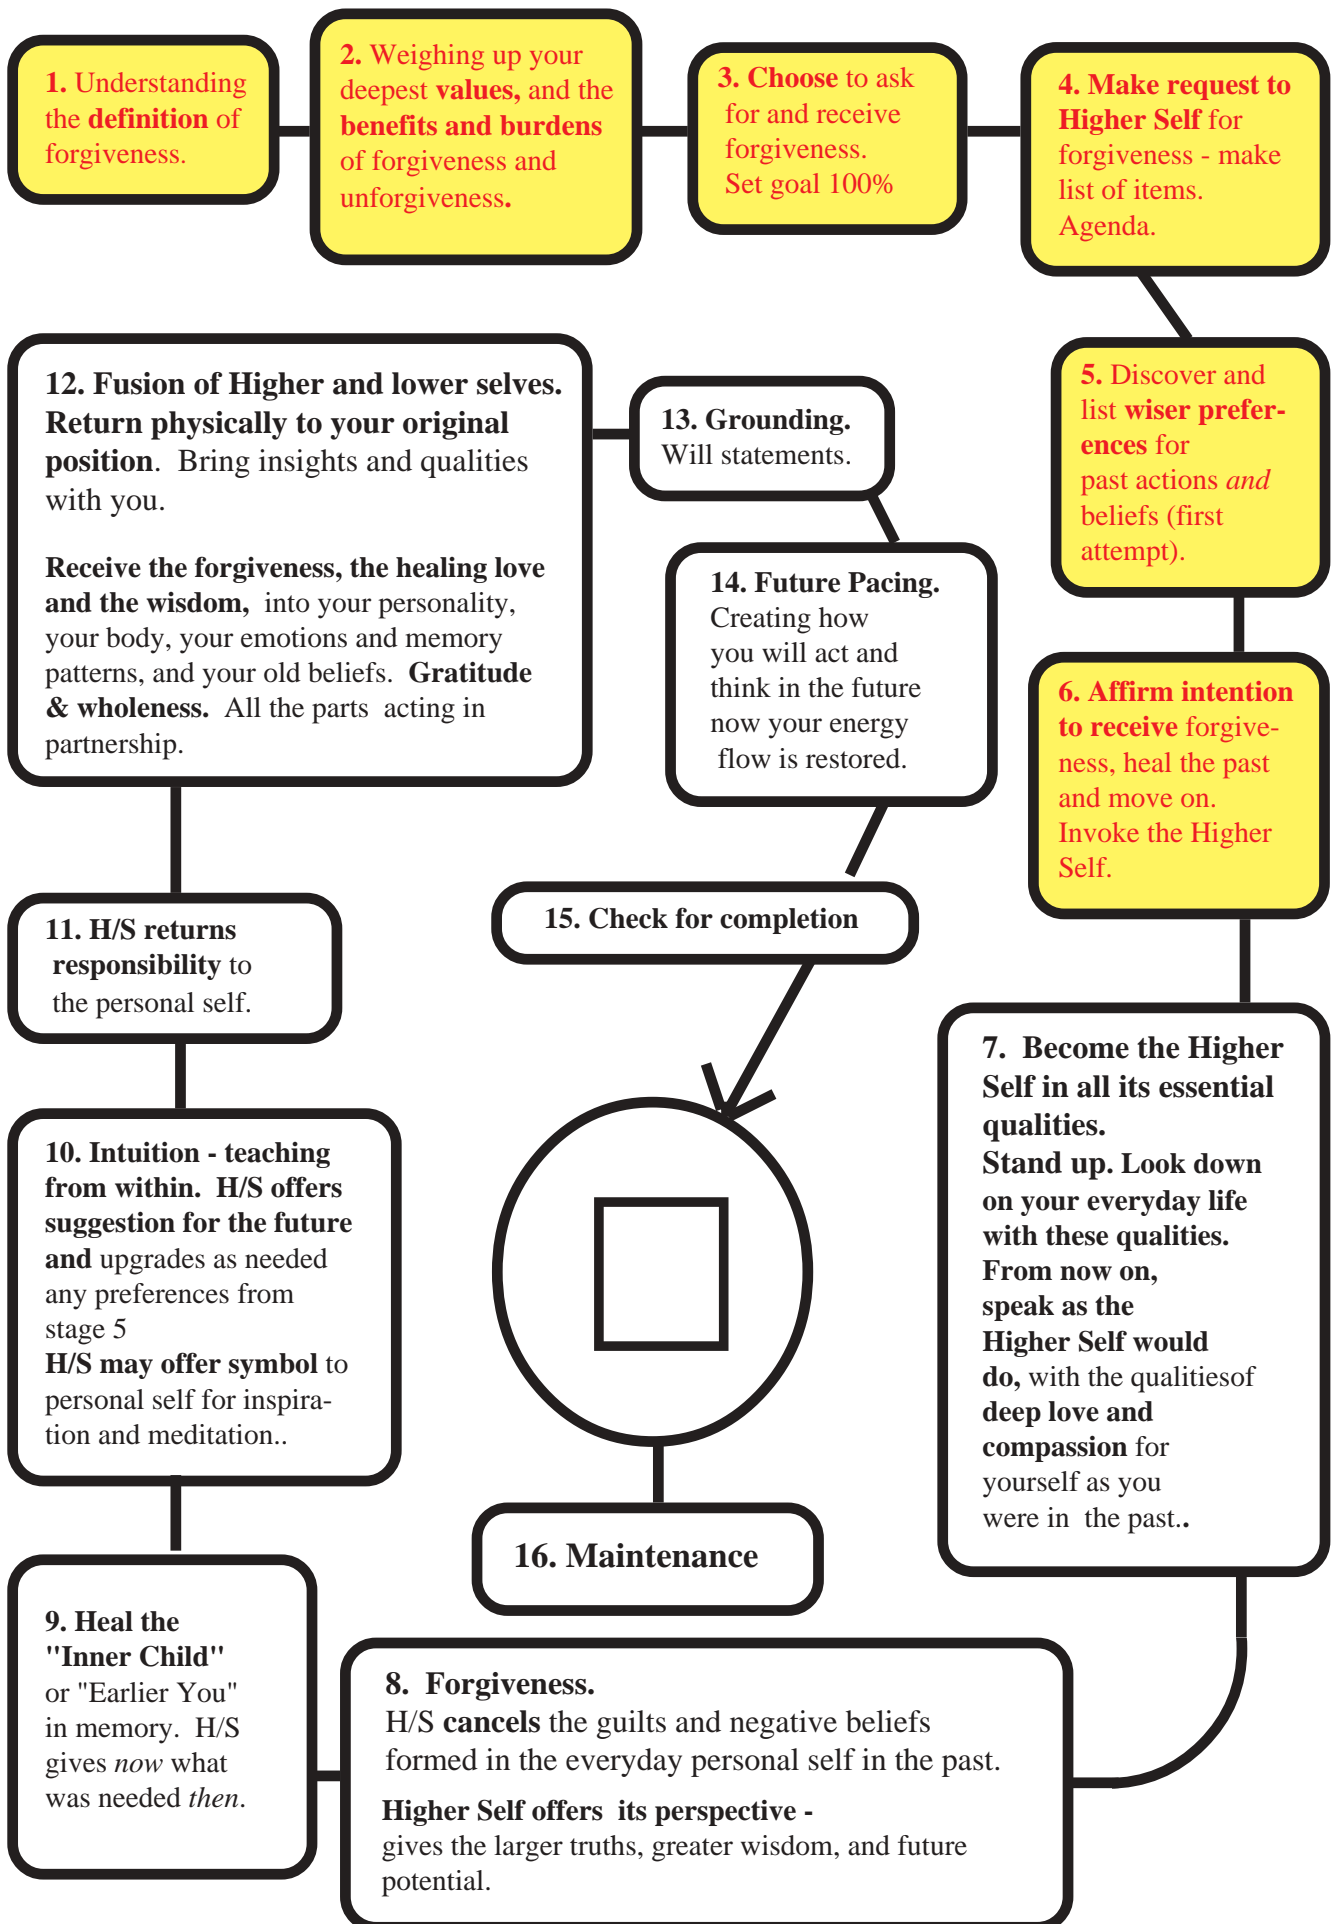 1. Understanding
the definition of
forgiveness.
2. Weighing up your
deepest values, and the
benefits and burdens
of forgiveness and
unforgiveness.
3. Choose to ask
for and receive
forgiveness.
Set goal 100%
4. Make request to
Higher Self for
forgiveness - make
list of items.
Agenda.
5. Discover and
list wiser prefer-
ences for
past actions and
beliefs (first
attempt).
6. Affirm intention
to receive forgive-
ness, heal the past
and move on.
Invoke the Higher
Self.
7. Become the Higher
Self in all its essential
qualities.
Stand up. Look down
on your everyday life
with these qualities.
From now on,
speak as the
Higher Self would
do, with the qualitiesof
deep love and
compassion for
yourself as you
were in the past..
8. Forgiveness.
H/S cancels the guilts and negative beliefs
formed in the everyday personal self in the past.
Higher Self offers its perspective -
gives the larger truths, greater wisdom, and future
potential.
9. Heal the
"Inner Child"
or "Earlier You"
in memory. H/S
gives now what
was needed then.
10. Intuition - teaching
from within. H/S offers
suggestion for the future
and upgrades as needed
any preferences from
stage 5
H/S may offer symbol to
personal self for inspira-
tion and meditation..
11. H/S returns
responsibility to
the personal self.
12. Fusion of Higher and lower selves.
Return physically to your original
position. Bring insights and qualities
with you.
Receive the forgiveness, the healing love
and the wisdom, into your personality,
your body, your emotions and memory
patterns, and your old beliefs. Gratitude
& wholeness. All the parts acting in
partnership.
13. Grounding.
Will statements.
14. Future Pacing.
Creating how
you will act and
think in the future
now your energy
flow is restored.
15. Check for completion
16. Maintenance